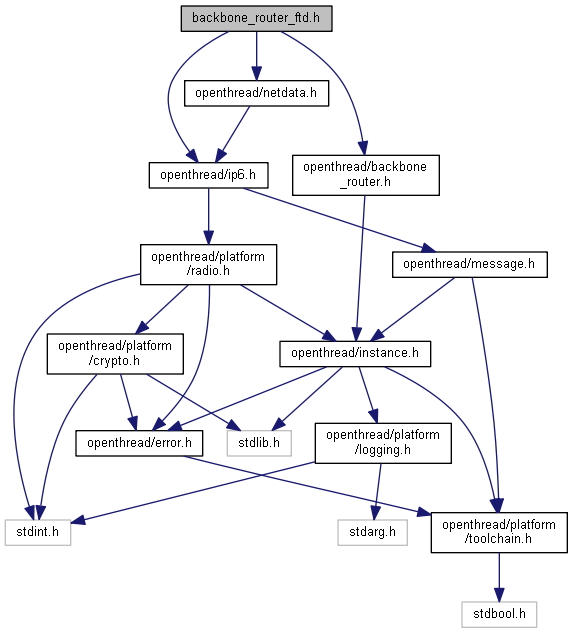 backbone_router_ftd.h
openthread/netdata.h
openthread/ip6.h
openthread/backbone
_router.h
openthread/platform
/radio.h
openthread/message.h
openthread/platform
/crypto.h
openthread/instance.h
openthread/error.h
stdlib.h
openthread/platform
/logging.h
stdint.h
stdarg.h
openthread/platform
/toolchain.h
stdbool.h